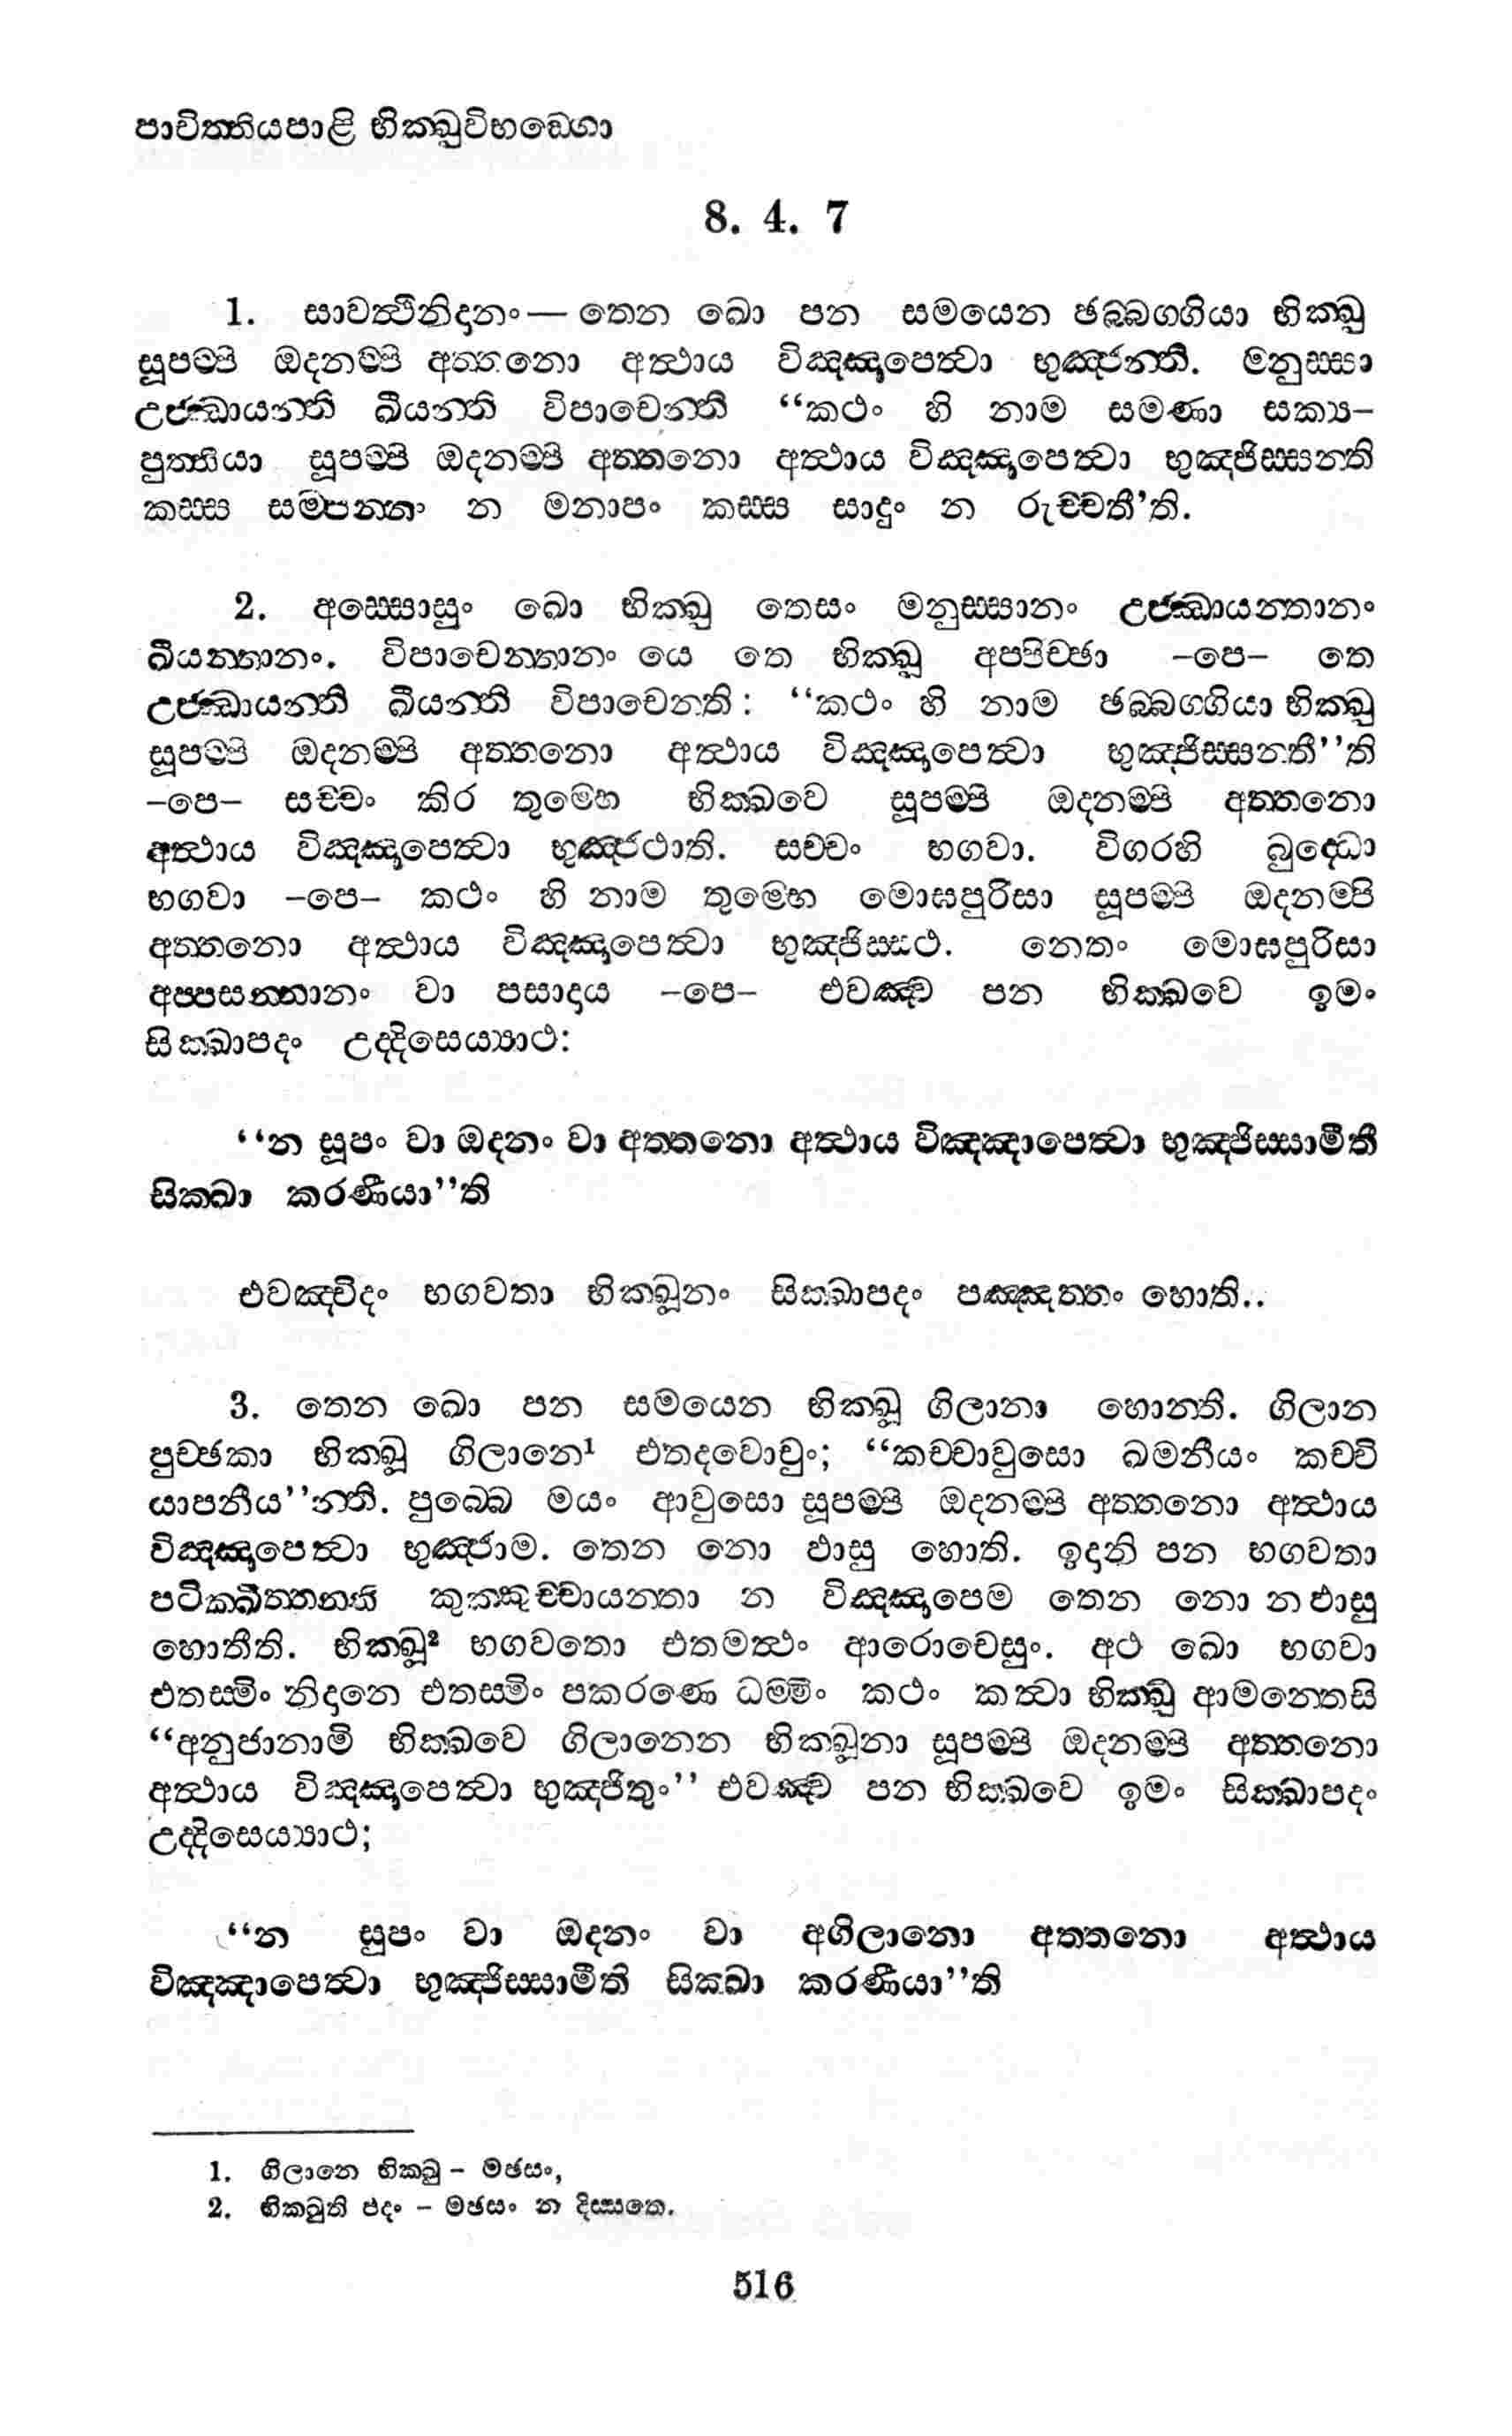 පාචිත්තියපාළි භික්ඛුවිභඞ්ගො
8. 4. 7
1. සාවත්ථිනිදානං— තෙන ඛො පන සමයෙන ඡබ්බග්ගියා භික්ඛු
සූපම්පි ඔදනම්පි අත්තනො අත්ථාය විඤ්ඤාපෙත්වා භුඤ්ජන්ති. මනුස්සා
උජ්ඣායන්ති ඛීයන්ති විපාචෙන්ති “කථං හි නාම සමණා සක්‍ය–
පුත්තියා සූපම්පි ඔදනම්පි අත්තනො අත්ථාය විඤ්ඤාපෙත්වා භුඤ්ජිස්සන්ති
කස්ස සම්පන්නං න මනාපං කස්ස සාදුං න රුච්චතී’ති.
2. අස්සොසුං ඛො භික්ඛු තෙසං මනුස්සානං උජ්ඣායන්තානං
ඛීයන්තානං. විපාචෙන්තානං යෙ තෙ භික්ඛූ අප්පිච්ඡා –පෙ– තෙ
උජ්ඣායන්ති ඛීයන්ති විපාචෙන්ති: “කථං හි නාම ඡබ්බග්ගියා භික්ඛු
සූපම්පි ඔදනම්පි අත්තනො අත්ථාය විඤ්ඤාපෙත්වා භුඤ්ජිස්සන්තී”ති
–පෙ– සච්චං කිර තුම්හෙ භික්ඛවෙ සූපම්පි ඔදනම්පි අත්තනො
අත්ථාය විඤ්ඤාපෙත්වා භුඤ්ජථාති. සච්චං භගවා. විගරහි බුද්ධො
භගවා –පෙ– කථං හි නාම තුම්හෙ මොඝපුරිසා සූපම්පි ඔදනම්පි
අත්තනො අත්ථාය විඤ්ඤාපෙත්වා භුඤ්ජිස්සථ. නෙතං මොඝපුරිසා
අප්පසන්නානං වා පසාදාය –පෙ– එවඤ්ච පන භික්ඛවෙ ඉමං
සික්ඛාපදං උද්දිසෙය්‍යාථ:
“න සූපං වා ඔදනං වා අත්තනො අත්ථාය විඤ්ඤාපෙත්වා භුඤ්ජිස්සාමීති
සික්ඛා කරණීයා”ති
එවඤ්චිදං භගවතා භික්ඛූනං සික්ඛාපදං පඤ්ඤත්තං හොති..
3. තෙන ඛො පන සමයෙන භික්ඛූ ගිලානා හොන්ති. ගිලාන
පුච්ඡකා භික්ඛූ ගිලානෙ¹ එතදවොචුං; “කච්චාවුසො ඛමනීයං කච්චි
යාපනීය”න්ති. පුබ්බෙ මයං ආවුසො සූපම්පි ඔදනම්පි අත්තනො අත්ථාය
විඤ්ඤාපෙත්වා භුඤ්ජාම. තෙන නො ඵාසු හොති. ඉදානි පන භගවතා
පටික්ඛිත්තන්ති කුක්කුච්චායන්තා න විඤ්ඤාපෙම තෙන නො න ඵාසු
හොතීති. භික්ඛූ² භගවතො එතමත්ථං ආරොචෙසුං. අථ ඛො භගවා
එතස්මිං නිදානෙ එතස්මිං පකරණෙ ධම්මිං කථං කත්වා භික්ඛූ ආමන්තෙසි
“අනුජානාමි භික්ඛවෙ ගිලානෙන භික්ඛූනා සූපම්පි ඔදනම්පි අත්තනො
අත්ථාය විඤ්ඤාපෙත්වා භුඤ්ජිතුං” එවඤ්ච පන භික්ඛවෙ ඉමං සික්ඛාපදං
උද්දිසෙය්‍යාථ;
“න සූපං වා ඔදනං වා අගිලානො අත්තනො අත්ථාය
විඤ්ඤාපෙත්වා භුඤ්ජිස්සාමීති සික්ඛා කරණීයා”ති
1. ගිලානෙ භික්ඛු – මඡසං,
2. භික්ඛුති පදං – මඡසං න දිස්සතෙ.
516